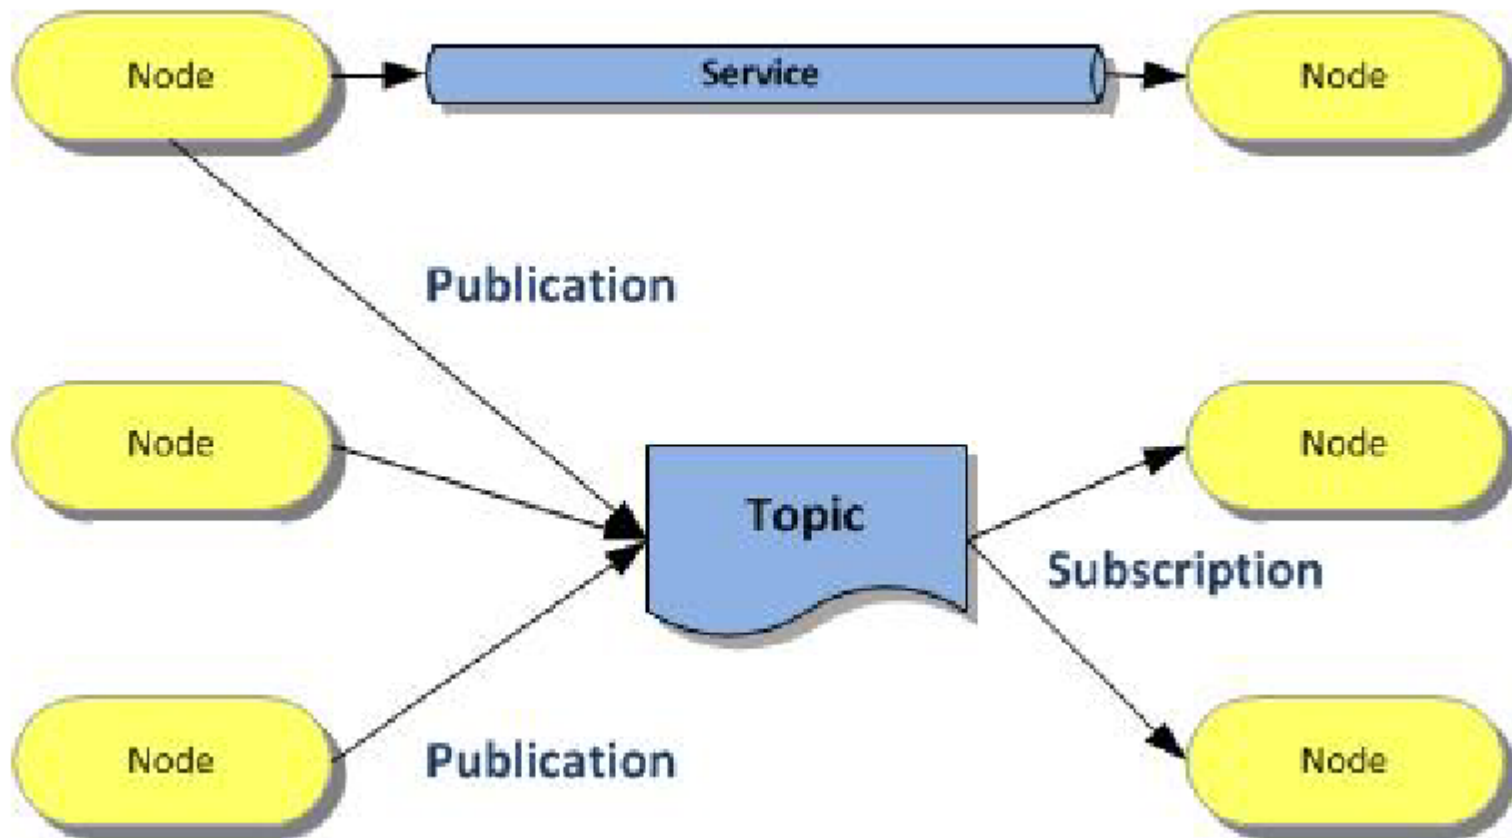 Node
Service
Node
Publication
Node
Topic
Node
Subscription
Node
Publication
Node